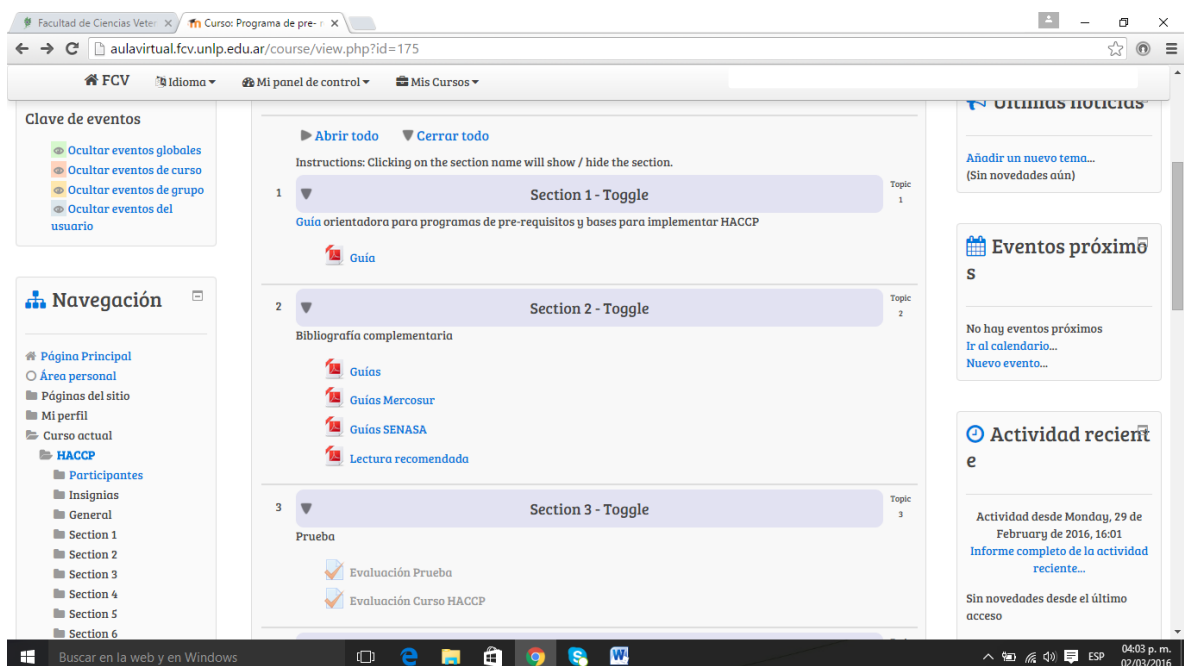 Facultad de Ciencias Veter
Curso: Programa de pre- r
aulavirtual.fcv.unlp.edu.ar/course/view.php?id=175
FCV Idioma Mi panel de control Mis Cursos
Clave de eventos
Ocultar eventos globales
Ocultar eventos de curso
Ocultar eventos de grupo
Ocultar eventos del
usuario
Navegación
Página Principal
Área personal
Páginas del sitio
Mi perfil
Curso actual
HACCP
Participantes
Insignias
General
Section 1
Section 2
Section 3
Section 4
Section 5
Section 6
Abrir todo Cerrar todo
Instructions: Clicking on the section name will show / hide the section.
1 Section 1 - Toggle Topic
1
Guía orientadora para programas de pre-requisitos y bases para implementar HACCP
Guía
2 Section 2 - Toggle Topic
2
Bibliografía complementaria
Guías
Guías Mercosur
Guías SENASA
Lectura recomendada
3 Section 3 - Toggle Topic
3
Prueba
Evaluación Prueba
Evaluación Curso HACCP
Últimas noticias
Añadir un nuevo tema...
(Sin novedades aún)
Eventos próximo
s
No hay eventos próximos
Ir al calendario...
Nuevo evento...
Actividad recient
e
Actividad desde Monday, 29 de
February de 2016, 16:01
Informe completo de la actividad
reciente...
Sin novedades desde el último
acceso
Buscar en la web y en Windows
ESP
04:03 p. m.
02/03/2016